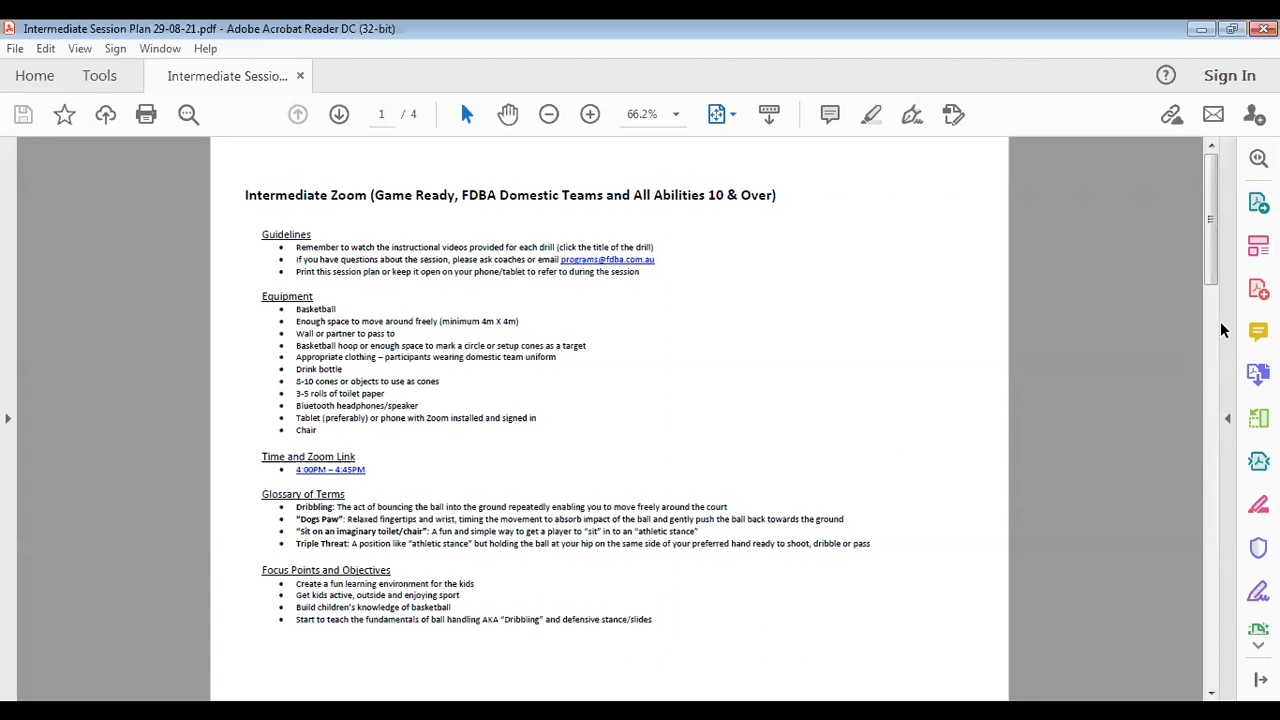 Intermediate Session Plan 29-08-21.pdf - Adobe Acrobat Reader DC (32-bit)
File Edit View Sign Window Help
Home Tools Intermediate Sessio... × Sign In
1 / 4 66.2%
Intermediate Zoom (Game Ready, FDBA Domestic Teams and All Abilities 10 & Over)
Guidelines
• Remember to watch the instructional videos provided for each drill (click the title of the drill)
• If you have questions about the session, please ask coaches or email programs@fdba.com.au
• Print this session plan or keep it open on your phone/tablet to refer to during the session
Equipment
• Basketball
• Enough space to move around freely (minimum 4m X 4m)
• Wall or partner to pass to
• Basketball hoop or enough space to mark a circle or setup cones as a target
• Appropriate clothing – participants wearing domestic team uniform
• Drink bottle
• 8-10 cones or objects to use as cones
• 3-5 rolls of toilet paper
• Bluetooth headphones/speaker
• Tablet (preferably) or phone with Zoom installed and signed in
• Chair
Time and Zoom Link
• 4:00PM – 4:45PM
Glossary of Terms
• Dribbling: The act of bouncing the ball into the ground repeatedly enabling you to move freely around the court
• “Dogs Paw”: Relaxed fingertips and wrist, timing the movement to absorb impact of the ball and gently push the ball back towards the ground
• “Sit on an imaginary toilet/chair”: A fun and simple way to get a player to “sit” in to an “athletic stance”
• Triple Threat: A position like “athletic stance” but holding the ball at your hip on the same side of your preferred hand ready to shoot, dribble or pass
Focus Points and Objectives
• Create a fun learning environment for the kids
• Get kids active, outside and enjoying sport
• Build children’s knowledge of basketball
• Start to teach the fundamentals of ball handling AKA “Dribbling” and defensive stance/slides